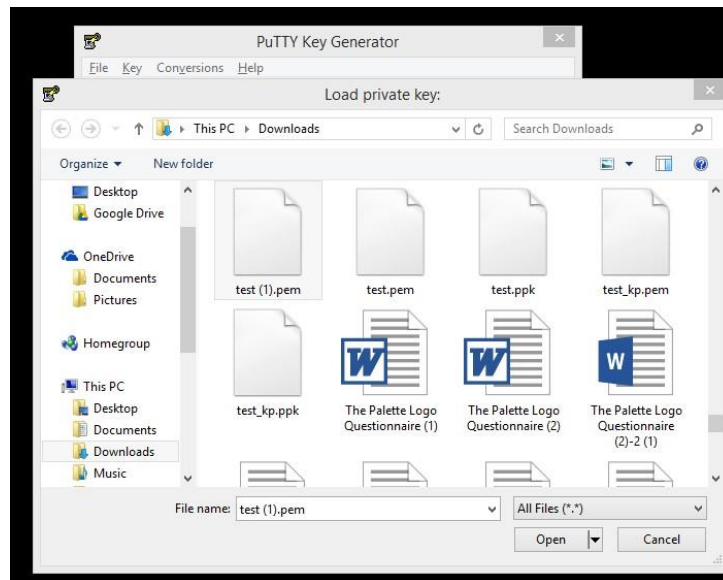 PuTTY Key Generator
File Key Conversions Help
Load private key:
This PC Downloads
Search Downloads
Organize New folder
Desktop
Google Drive
OneDrive
Documents
Pictures
Homegroup
This PC
Desktop
Documents
Downloads
Music
test (1).pem
test.pem
test.ppk
test_kp.pem
test_kp.ppk
The Palette Logo
Questionnaire (1)
The Palette Logo
Questionnaire (2)
The Palette Logo
Questionnaire
(2)-2 (1)
W
W
W
File name: test (1).pem
All Files (*.*)
Open
Cancel